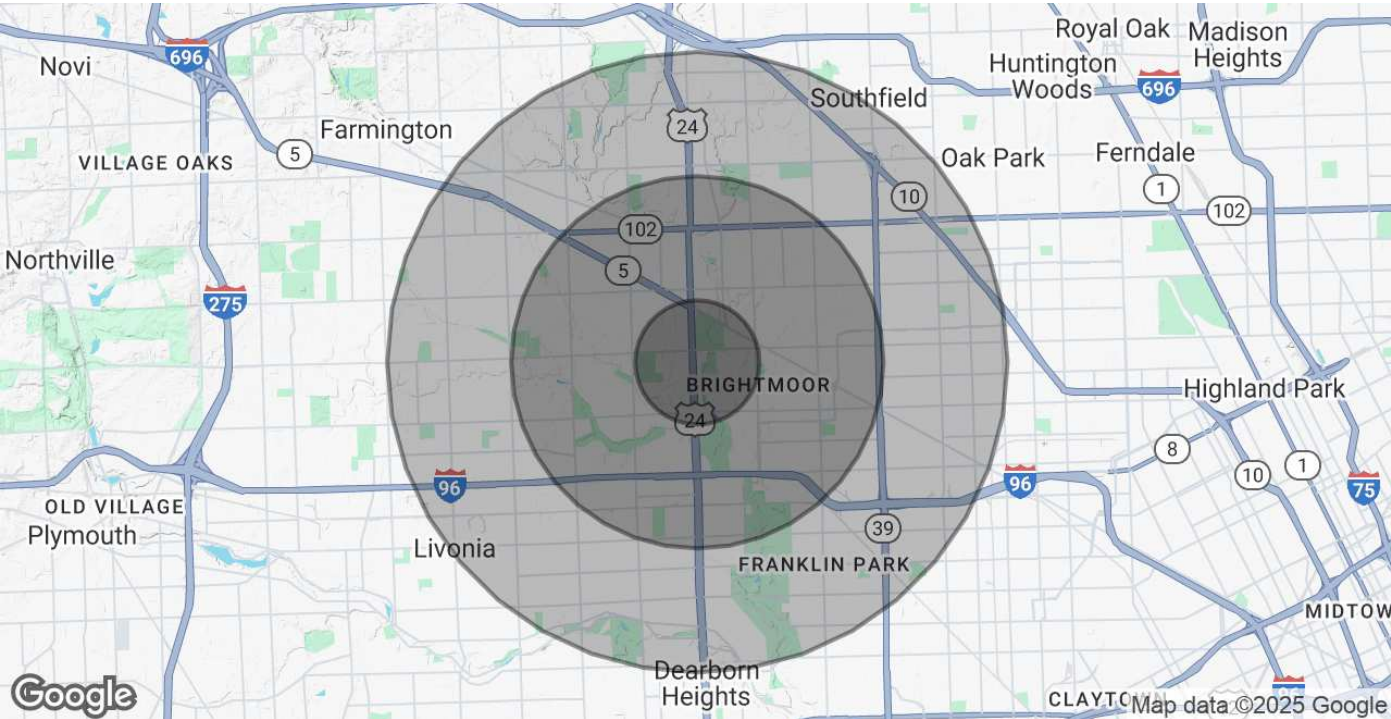 Royal Oak
Madison
Heights
696
Novi
Huntington
Woods
696
Southfield
24
Farmington
5
VILLAGE OAKS
Oak Park
Ferndale
10
1
102
102
Northville
5
275
BRIGHTMOOR
Highland Park
24
8
10
1
96
96
75
OLD VILLAGE
Plymouth
39
Livonia
FRANKLIN PARK
MIDTOW
Dearborn
Heights
Google
CLAYTOWN
Map data ©2025 Google